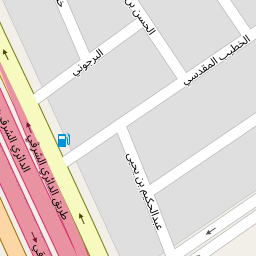 الحسن بن
البرجوني
الخطيب المقدسي
عبدالحكيم بن يحيى
طريق الدائري الشرقي
الدائري الشرقي